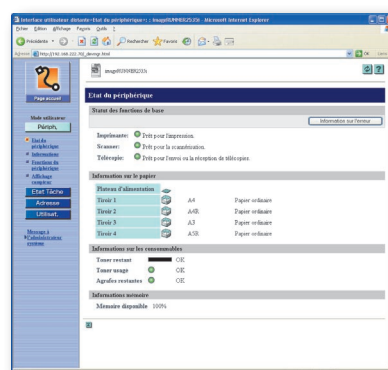 Interface utilisateur distante<Etat du périphérique>: ; imageRUNNER2535i - Microsoft Internet Explorer
Fichier Edition Affichage Favoris Outils ?
Précédente Rechercher Favoris
Adresse OK
imageRUNNER2535i
Page accueil
Etat du périphérique
Statut des fonctions de base
Information sur l'erreur
Mode utilisateur
Périph.
Imprimante: Prêt pour l'impression.
Scanner: Prêt pour la scannérisation.
Télécopie: Prêt pour l'envoi ou la réception de télécopies.
Etat du périphérique
Informations
Fonctions du périphérique
Affichage compteur
Etat Tâche
Adresse
Utilisat.
Message à l'administrateur système
Information sur le papier
Plateau d'alimentation
Tiroir 1 A4 Papier ordinaire
Tiroir 2 A4R Papier ordinaire
Tiroir 3 A3 Papier ordinaire
Tiroir 4 A5R Papier ordinaire
Informations sur les consommables
Toner restant OK
Toner usagé OK
Agrafes restantes OK
Informations mémoire
Mémoire disponible 100%